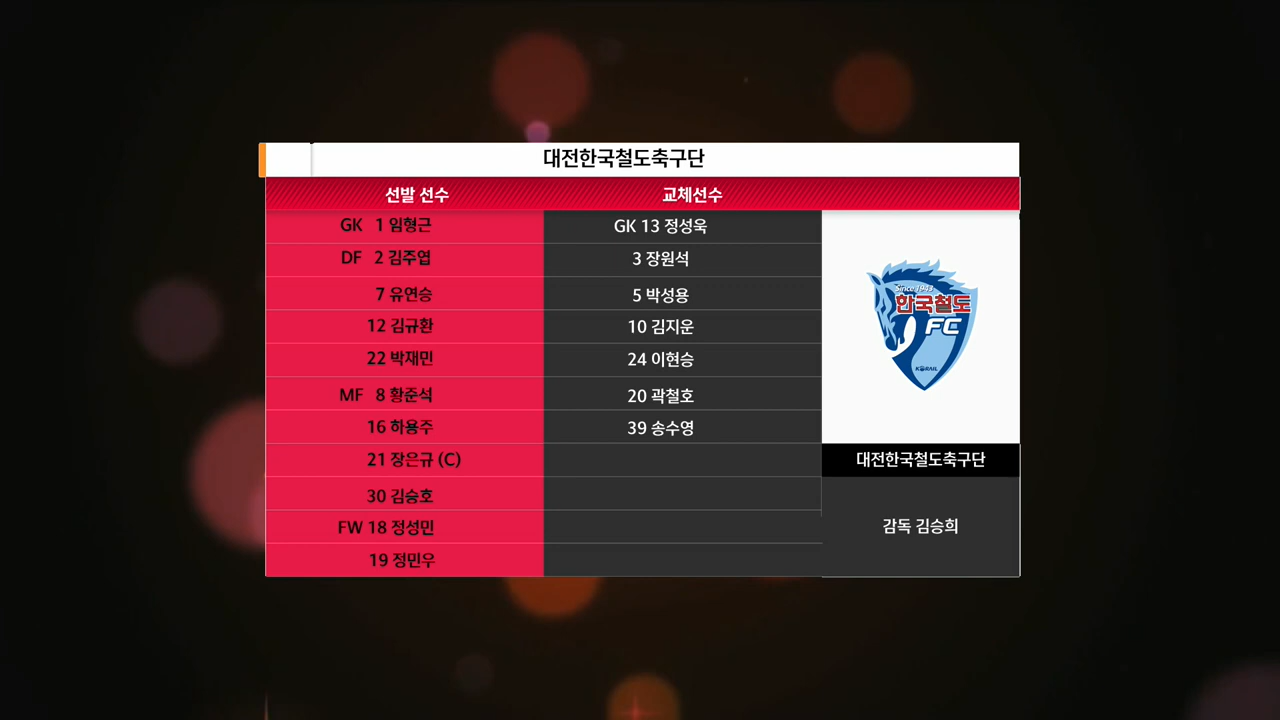 대전한국철도축구단
선발 선수 교체선수
GK 1 임형근 GK 13 정성욱
DF 2 김주엽 3 장원석
7 유연승 5 박성용
12 김규환 10 김지운
22 박재민 24 이현승
MF 8 황준석 20 곽철호
16 하용주 39 송수영
21 장은규 (C)
30 김승호
FW 18 정성민
19 정민우
Since 1943
한국철도
FC
KORAIL
대전한국철도축구단
감독 김승희